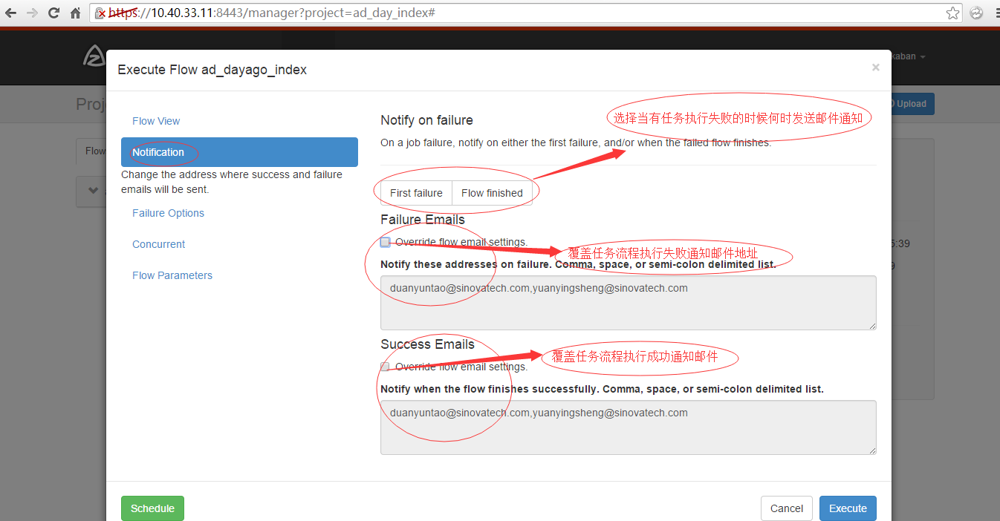 https://10.40.33.11:8443/manager?project=ad_day_index#
kaban
Execute Flow ad_dayago_index
×
Proj
Upload
Flow View
Notification
Change the address where success and failure
emails will be sent.
Failure Options
Concurrent
Flow Parameters
Flow
Notify on failure
选择当有任务执行失败的时候何时发送邮件通知
On a job failure, notify on either the first failure, and/or when the failed flow finishes.
First failure
Flow finished
Failure Emails
Override flow email settings.
覆盖任务流程执行失败通知邮件地址
Notify these addresses on failure. Comma, space, or semi-colon delimited list.
duanyuntao@sinovatech.com,yuanyingsheng@sinovatech.com
Success Emails
Override flow email settings.
覆盖任务流程执行成功通知邮件
Notify when the flow finishes successfully. Comma, space, or semi-colon delimited list.
duanyuntao@sinovatech.com,yuanyingsheng@sinovatech.com
5:39
9
Schedule
Cancel
Execute